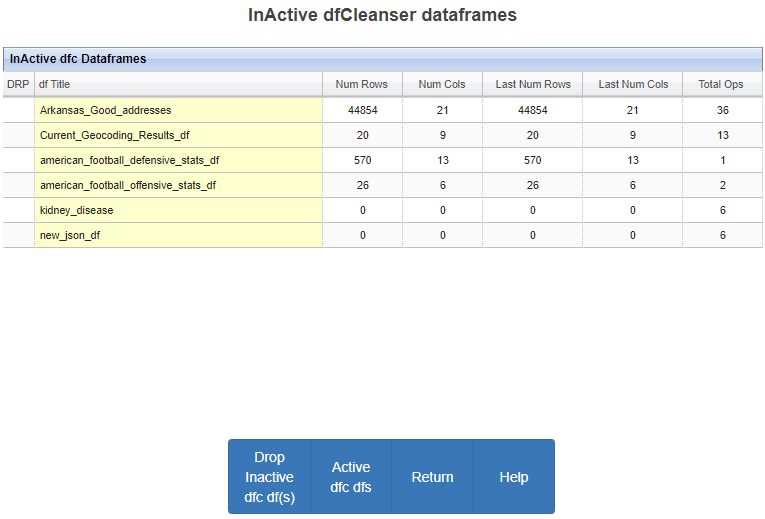 InActive dfCleanser dataframes
InActive dfc Dataframes
DRP df Title Num Rows Num Cols Last Num Rows Last Num Cols Total Ops
Arkansas_Good_addresses 44854 21 44854 21 36
Current_Geocoding_Results_df 20 9 20 9 13
american_football_defensive_stats_df 570 13 570 13 1
american_football_offensive_stats_df 26 6 26 6 2
kidney_disease 0 0 0 0 6
new_json_df 0 0 0 0 6
Drop
Inactive
dfc df(s)
Active
dfc dfs
Return
Help